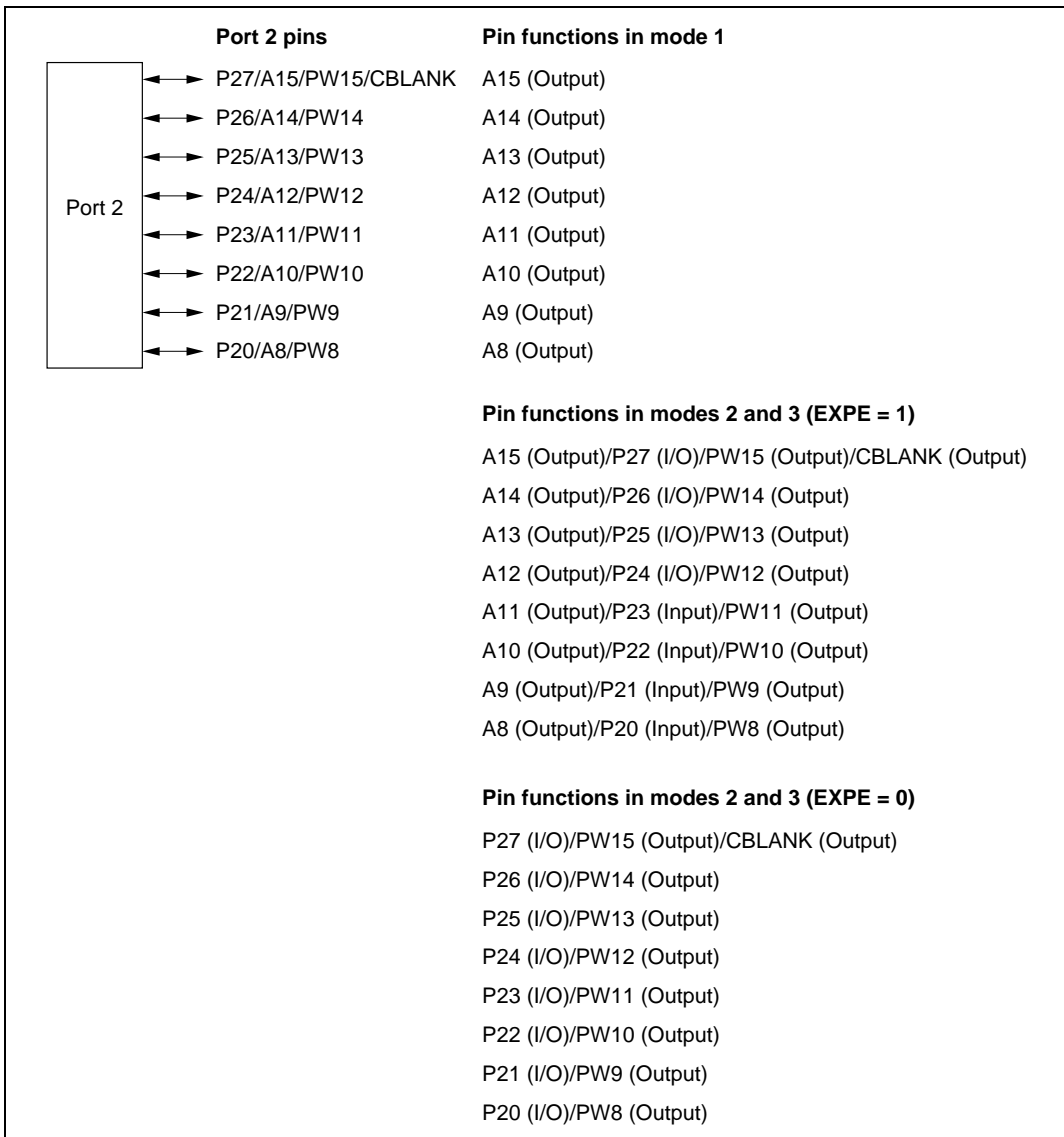 Port 2 pins Pin functions in mode 1
P27/A15/PW15/CBLANK A15 (Output)
P26/A14/PW14 A14 (Output)
P25/A13/PW13 A13 (Output)
P24/A12/PW12 A12 (Output)
Port 2
P23/A11/PW11 A11 (Output)
P22/A10/PW10 A10 (Output)
P21/A9/PW9 A9 (Output)
P20/A8/PW8 A8 (Output)
Pin functions in modes 2 and 3 (EXPE = 1)
A15 (Output)/P27 (I/O)/PW15 (Output)/CBLANK (Output)
A14 (Output)/P26 (I/O)/PW14 (Output)
A13 (Output)/P25 (I/O)/PW13 (Output)
A12 (Output)/P24 (I/O)/PW12 (Output)
A11 (Output)/P23 (Input)/PW11 (Output)
A10 (Output)/P22 (Input)/PW10 (Output)
A9 (Output)/P21 (Input)/PW9 (Output)
A8 (Output)/P20 (Input)/PW8 (Output)
Pin functions in modes 2 and 3 (EXPE = 0)
P27 (I/O)/PW15 (Output)/CBLANK (Output)
P26 (I/O)/PW14 (Output)
P25 (I/O)/PW13 (Output)
P24 (I/O)/PW12 (Output)
P23 (I/O)/PW11 (Output)
P22 (I/O)/PW10 (Output)
P21 (I/O)/PW9 (Output)
P20 (I/O)/PW8 (Output)